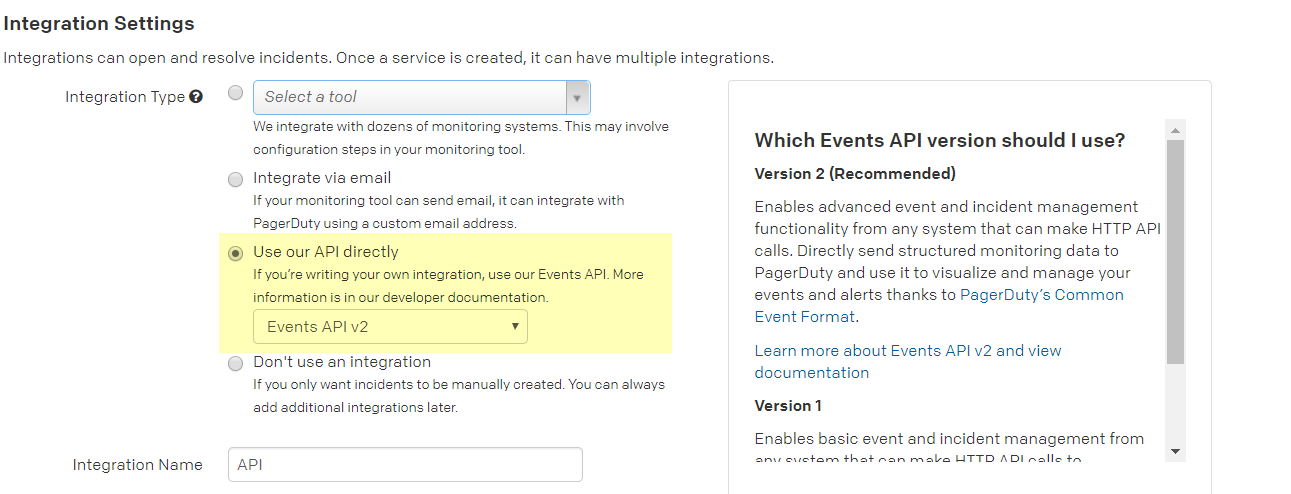 Integration Settings
Integrations can open and resolve incidents. Once a service is created, it can have multiple integrations.
Integration Type
Select a tool
We integrate with dozens of monitoring systems. This may involve
configuration steps in your monitoring tool.
Integrate via email
If your monitoring tool can send email, it can integrate with
PagerDuty using a custom email address.
Use our API directly
If you're writing your own integration, use our Events API. More
information is in our developer documentation.
Events API v2
Don't use an integration
If you only want incidents to be manually created. You can always
add additional integrations later.
Integration Name
API
Which Events API version should I use?
Version 2 (Recommended)
Enables advanced event and incident management
functionality from any system that can make HTTP API
calls. Directly send structured monitoring data to
PagerDuty and use it to visualize and manage your
events and alerts thanks to PagerDuty's Common
Event Format.
Learn more about Events API v2 and view
documentation
Version 1
Enables basic event and incident management from
any system that can make HTTP API calls to